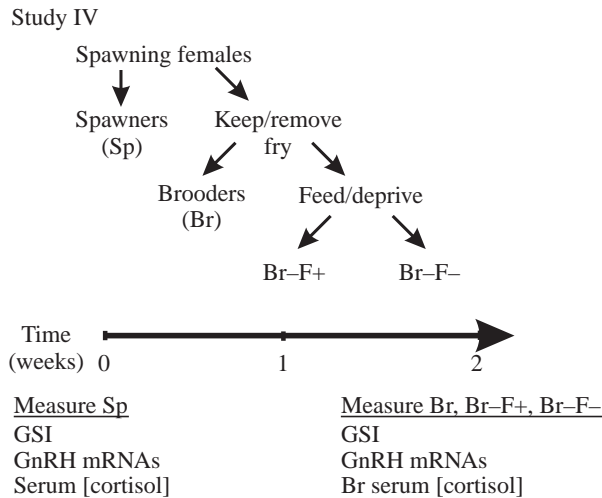 Study IV
Spawning females
Spawners
(Sp)
Keep/remove
fry
Brooders
(Br)
Feed/deprive
Br–F+
Br–F–
Time
(weeks)
0
1
2
Measure Sp
GSI
GnRH mRNAs
Serum [cortisol]
Measure Br, Br–F+, Br–F–
GSI
GnRH mRNAs
Br serum [cortisol]